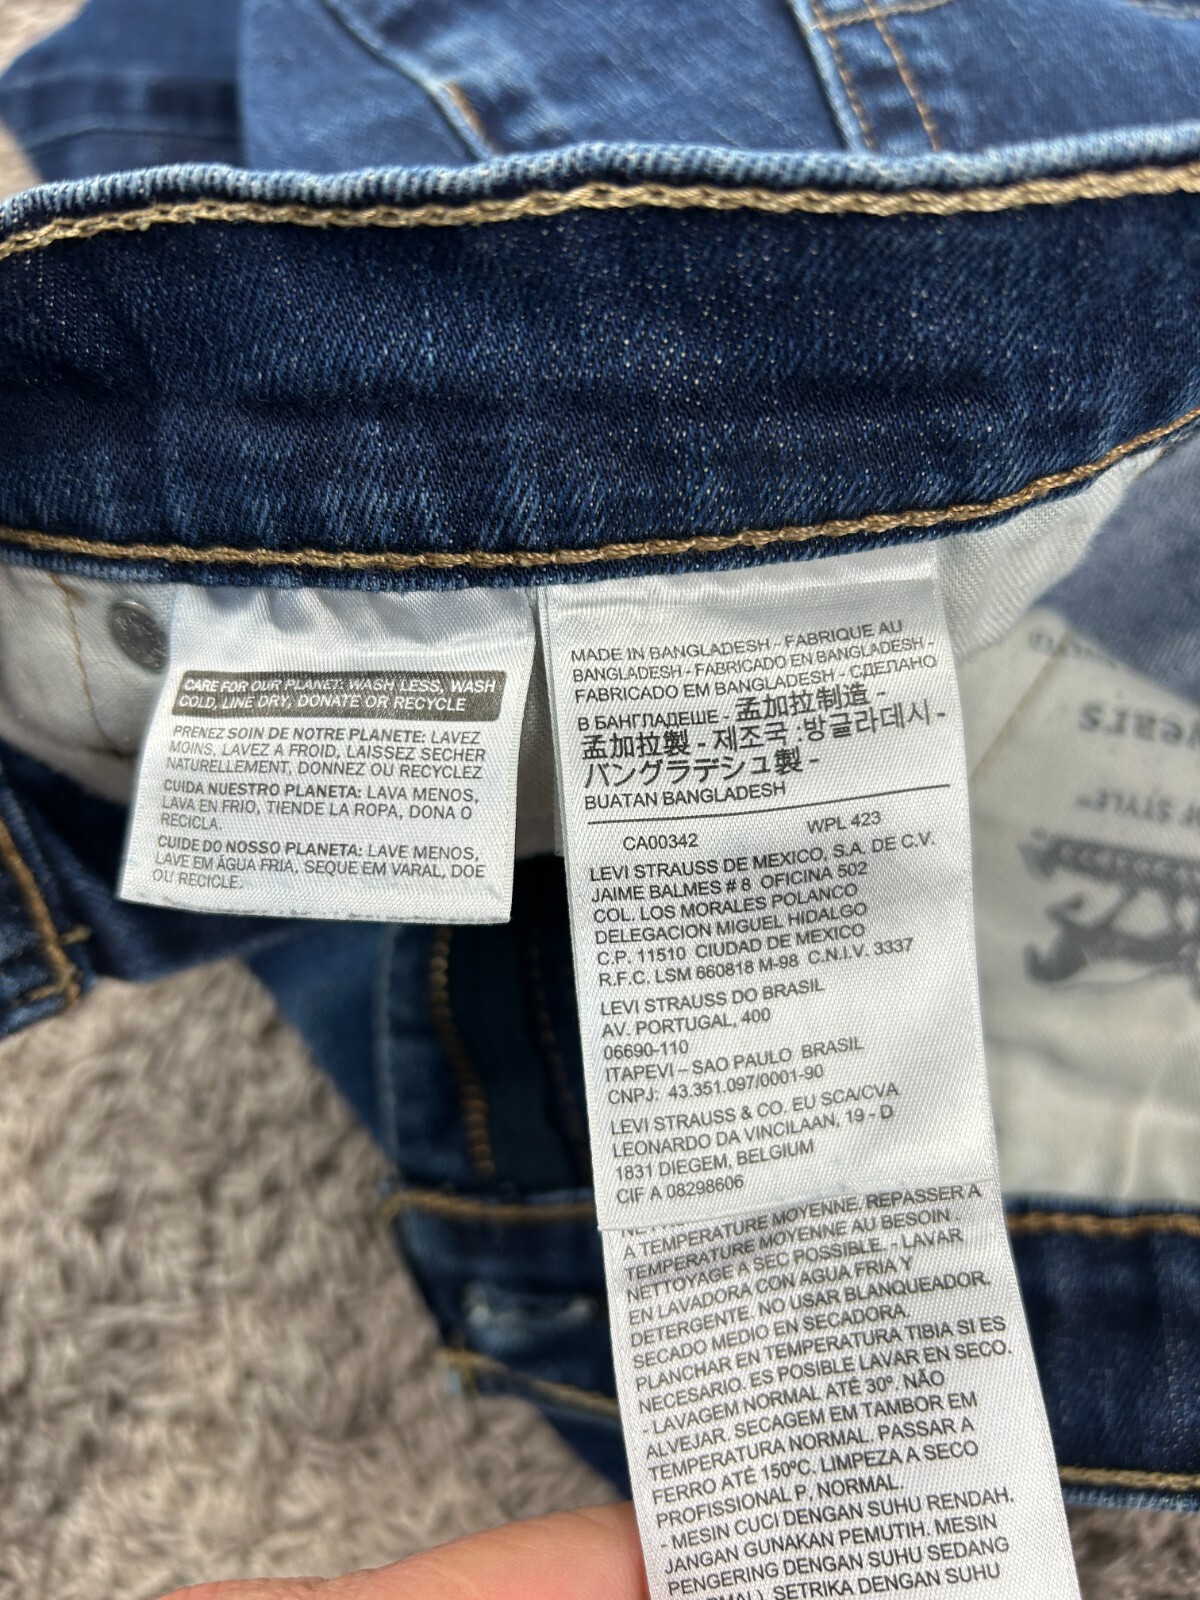 CARE FOR OUR PLANET: WASH LESS, WASH
COLD, LINE DRY, DONATE OR RECYCLE
PRENEZ SOIN DE NOTRE PLANETE: LAVEZ
MOINS, LAVEZ A FROID, LAISSEZ SECHER
NATURELLEMENT, DONNEZ OU RECYCLEZ
CUIDA NUESTRO PLANETA: LAVA MENOS,
LAVA EN FRIO, TIENDE LA ROPA, DONA O
RECICLA.
CUIDE DO NOSSO PLANETA: LAVE MENOS,
LAVE EM ÁGUA FRIA, SEQUE EM VARAL, DOE
OU RECICLE.
MADE IN BANGLADESH - FABRIQUE AU
BANGLADESH - FABRICADO EN BANGLADESH -
FABRICADO EM BANGLADESH - СДЕЛАНО
В БАНГЛАДЕШЕ - 孟加拉制造 -
孟加拉製 - 제조국 :방글라데시 -
バングラデシュ製 -
BUATAN BANGLADESH
CA00342 WPL 423
LEVI STRAUSS DE MEXICO, S.A. DE C.V.
JAIME BALMES # 8 OFICINA 502
COL. LOS MORALES POLANCO
DELEGACION MIGUEL HIDALGO
C.P. 11510 CIUDAD DE MEXICO
R.F.C. LSM 660818 M-98 C.N.I.V. 3337
LEVI STRAUSS DO BRASIL
AV. PORTUGAL, 400
06690-110
ITAPEVI – SAO PAULO BRASIL
CNPJ: 43.351.097/0001-90
LEVI STRAUSS & CO. EU SCA/CVA
LEONARDO DA VINCILAAN, 19 - D
1831 DIEGEM, BELGIUM
CIF A 08298606
MOYENNE. REPASSER A
A TEMPERATURE MOYENNE AU BESOIN.
TEMPERATURE
NETTOYAGE A SEC POSSIBLE. - LAVAR
EN LAVADORA CON AGUA FRIA Y
DETERGENTE. NO USAR BLANQUEADOR.
SECADO MEDIO EN SECADORA.
PLANCHAR EN TEMPERATURA TIBIA SI ES
NECESARIO. ES POSIBLE LAVAR EN SECO.
- LAVAGEM NORMAL ATÉ 30º. NÃO
ALVEJAR. SECAGEM EM TAMBOR EM
TEMPERATURA NORMAL. PASSAR A
FERRO ATÉ 150ºC. LIMPEZA A SECO
PROFISSIONAL P, NORMAL.
- MESIN CUCI DENGAN SUHU RENDAH.
JANGAN GUNAKAN PEMUTIH. MESIN
PENGERING DENGAN SUHU SEDANG
SETRIKA DENGAN SUHU